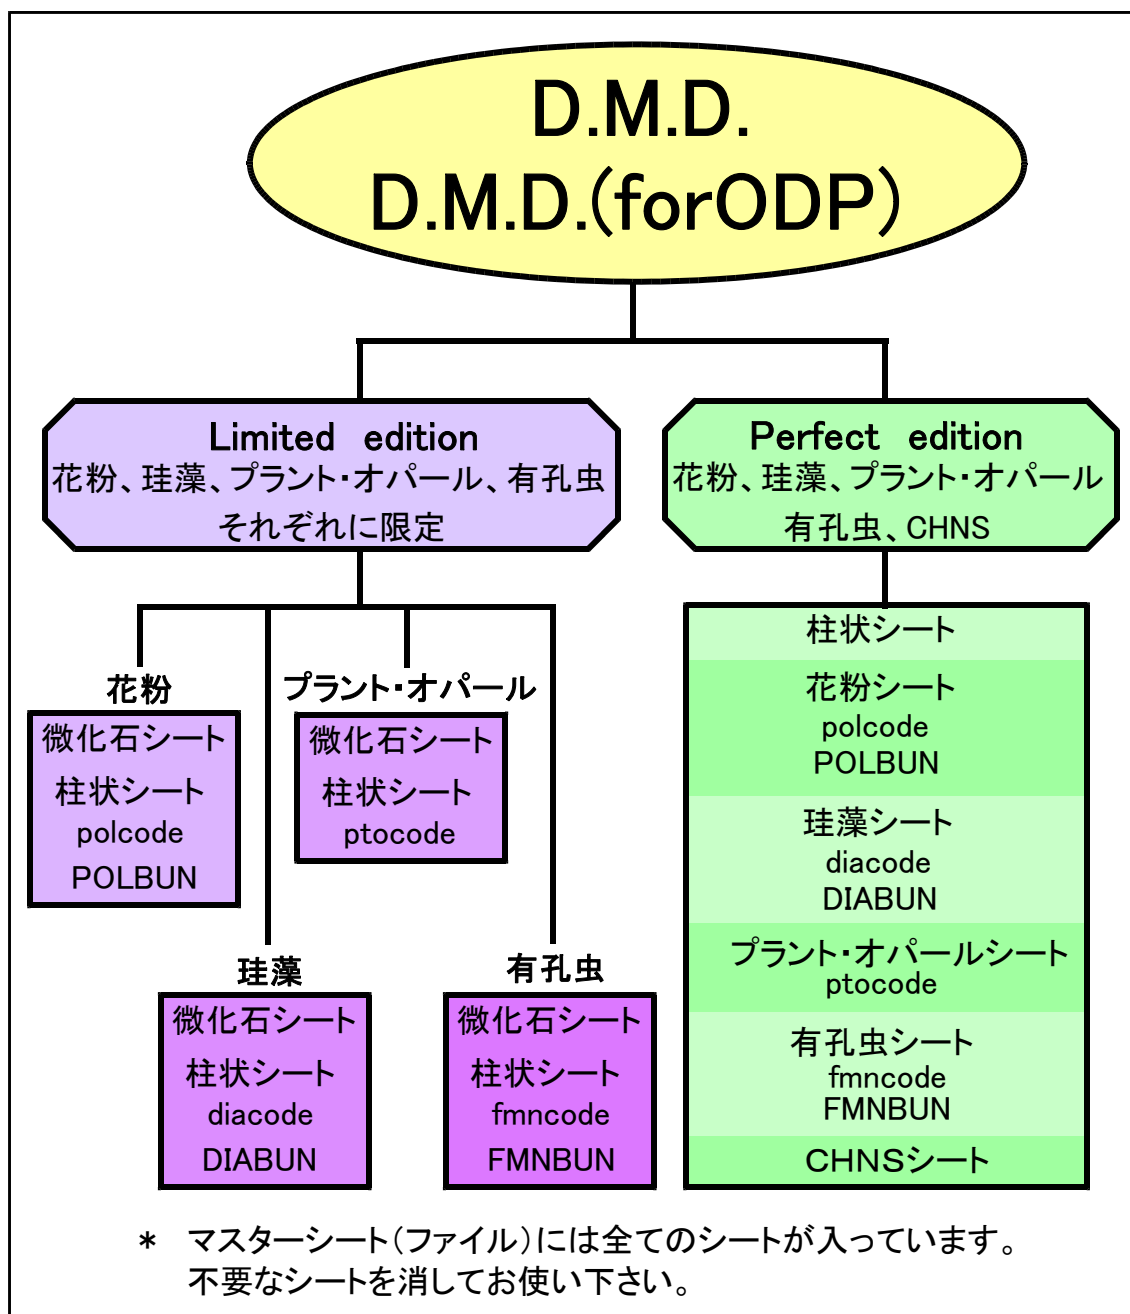 D.M.D.
D.M.D.(forODP)
Limited edition
花粉、珪藻、プラント・オパール、有孔虫
それぞれに限定
Perfect edition
花粉、珪藻、プラント・オパール
有孔虫、CHNS
花粉
微化石シート
柱状シート
polcode
POLBUN
プラント・オパール
微化石シート
柱状シート
ptocode
珪藻
微化石シート
柱状シート
diacode
DIABUN
有孔虫
微化石シート
柱状シート
fmncode
FMNBUN
柱状シート
花粉シート
polcode
POLBUN
珪藻シート
diacode
DIABUN
プラント・オパールシート
ptocode
有孔虫シート
fmncode
FMNBUN
CHNSシート
* マスターシート(ファイル)には全てのシートが入っています。
不要なシートを消してお使い下さい。